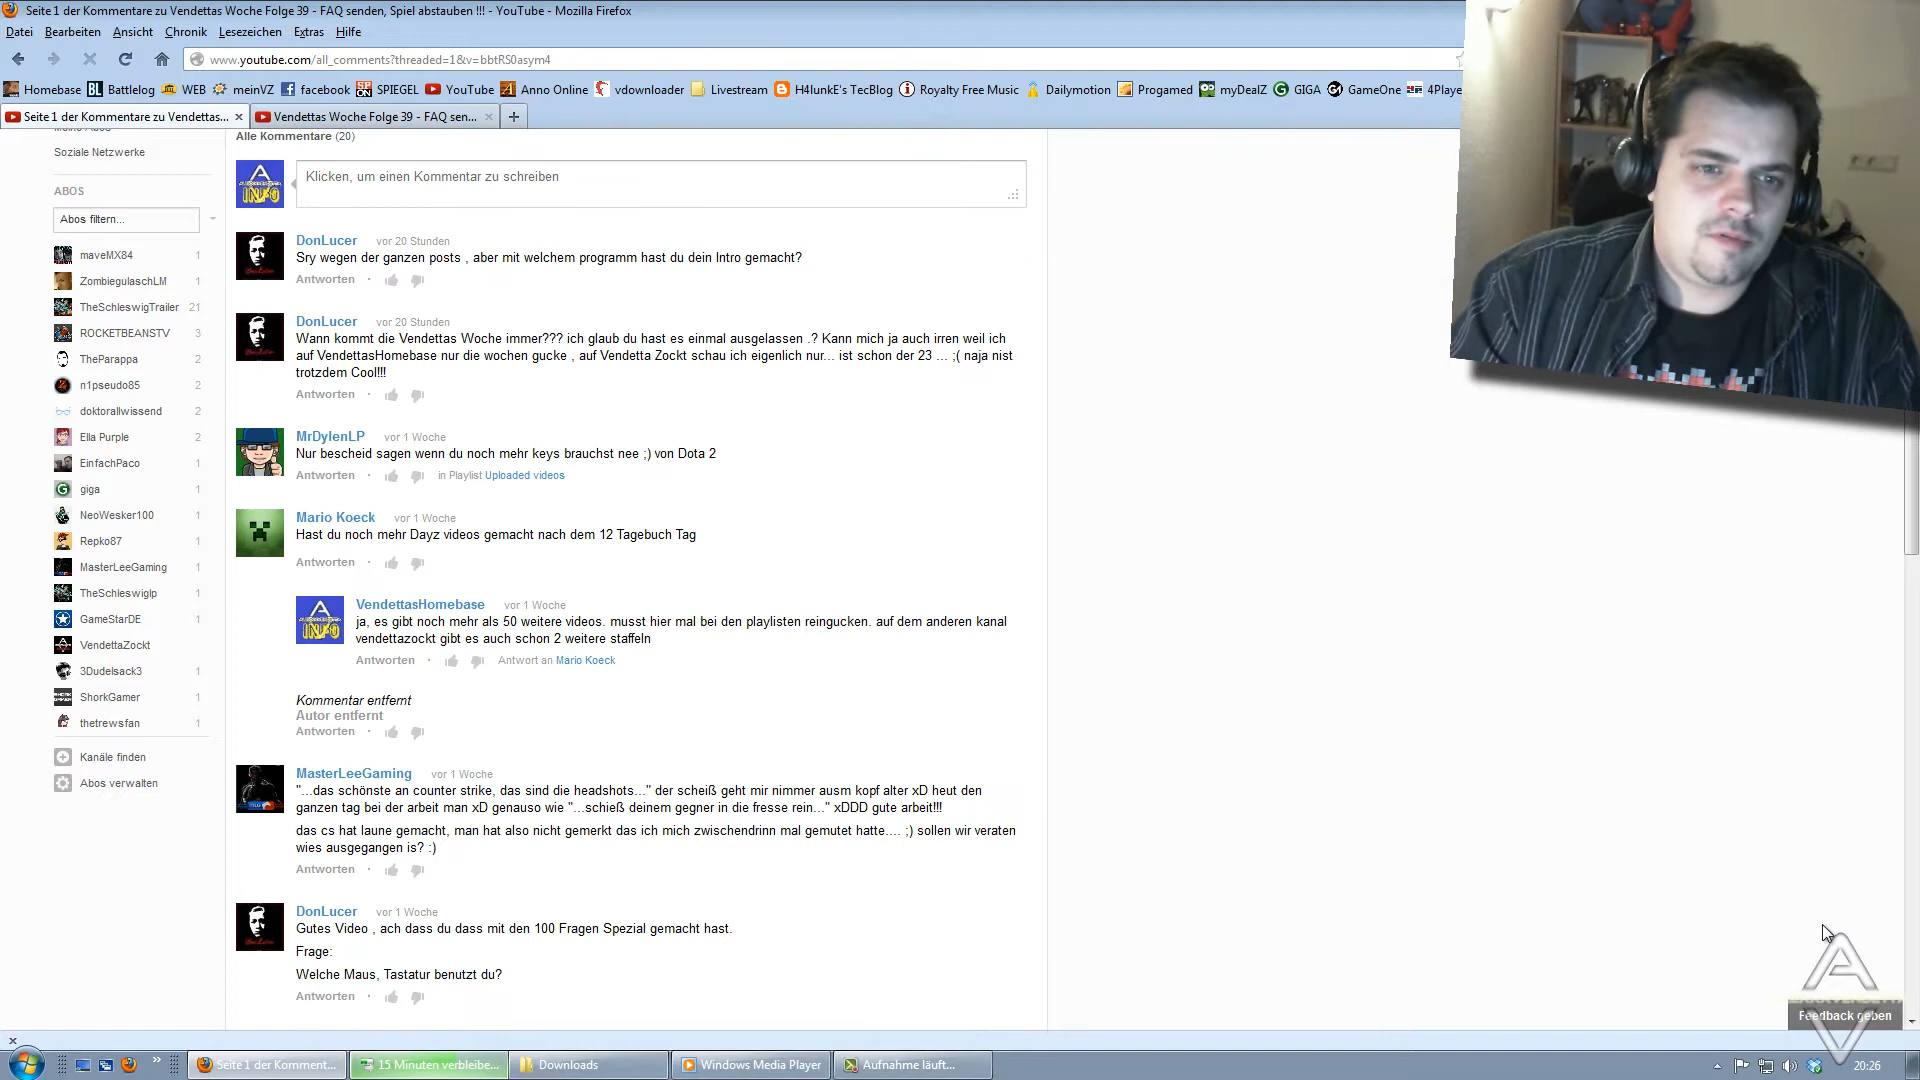 Seite 1 der Kommentare zu Vendettas Woche Folge 39 - FAQ senden, Spiel abstauben !!! - YouTube - Mozilla Firefox
Datei Bearbeiten Ansicht Chronik Lesezeichen Extras Hilfe
www.youtube.com/all_comments?threaded=1&v=bbtRS0asym4
Homebase Battlelog WEB meinVZ facebook SPIEGEL YouTube Anno Online vdownloader Livestream H4lunkE's TecBlog Royalty Free Music Dailymotion Progamed myDealZ GIGA GameOne 4Playe
Seite 1 der Kommentare zu Vendettas... Vendettas Woche Folge 39 - FAQ sen...
Alle Kommentare (20)
Soziale Netzwerke
ABOS
Abos filtern...
maveMX84 1
ZombiegulaschLM 1
TheSchleswigTrailer 21
ROCKETBEANSTV 3
TheParappa 2
n1pseudo85 2
doktorallwissend 2
Ella Purple 2
EinfachPaco 1
giga 1
NeoWesker100 1
Repko87 1
MasterLeeGaming 1
TheSchleswiglp 1
GameStarDE 1
VendettaZockt
3Dudelsack3 1
ShorkGamer 1
thetrewsfan 1
Kanäle finden
Abos verwalten
Klicken, um einen Kommentar zu schreiben
DonLucer vor 20 Stunden
Sry wegen der ganzen posts , aber mit welchem programm hast du dein Intro gemacht?
Antworten ·
DonLucer vor 20 Stunden
Wann kommt die Vendettas Woche immer??? ich glaub du hast es einmal ausgelassen .? Kann mich ja auch irren weil ich
auf VendettasHomebase nur die wochen gucke , auf Vendetta Zockt schau ich eigenlich nur... ist schon der 23 ... ;( naja nist
trotzdem Cool!!!
Antworten ·
MrDylenLP vor 1 Woche
Nur bescheid sagen wenn du noch mehr keys brauchst nee ;) von Dota 2
Antworten · in Playlist Uploaded videos
Mario Koeck vor 1 Woche
Hast du noch mehr Dayz videos gemacht nach dem 12 Tagebuch Tag
Antworten ·
VendettasHomebase vor 1 Woche
ja, es gibt noch mehr als 50 weitere videos. musst hier mal bei den playlisten reingucken. auf dem anderen kanal
vendettazockt gibt es auch schon 2 weitere staffeln
Antworten · Antwort an Mario Koeck
Kommentar entfernt
Autor entfernt
Antworten ·
MasterLeeGaming vor 1 Woche
"...das schönste an counter strike, das sind die headshots..." der scheiß geht mir nimmer ausm kopf alter xD heut den
ganzen tag bei der arbeit man xD genauso wie "...schieß deinem gegner in die fresse rein..." xDDD gute arbeit!!!
das cs hat laune gemacht, man hat also nicht gemerkt das ich mich zwischendrinn mal gemutet hatte.... ;) sollen wir veraten
wies ausgegangen is? :)
Antworten ·
DonLucer vor 1 Woche
Gutes Video , ach dass du dass mit den 100 Fragen Spezial gemacht hast.
Frage:
Welche Maus, Tastatur benutzt du?
Antworten ·
Feedback geben
Seite 1 der Komment... 15 Minuten verbleibe... Downloads Windows Media Player Aufnahme läuft... 20:26